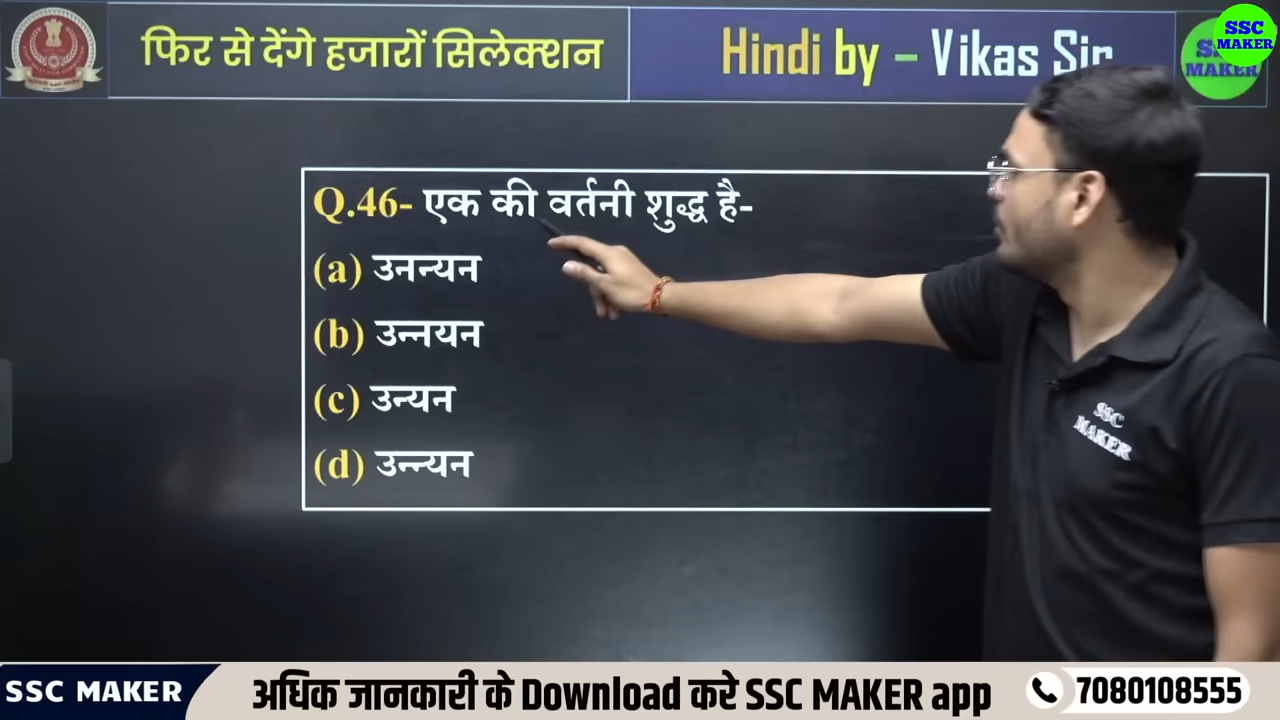 फिर से देंगे हजारों सिलेक्शन
Hindi by – Vikas Sir
SSC
MAKER
MAKER
Q.46- एक की वर्तनी शुद्ध है-
(a) उनन्यन
(b) उन्नयन
(c) उन्यन
(d) उन्न्यन
SSC
MAKER
SSC MAKER
अधिक जानकारी के Download करे SSC MAKER app
7080108555